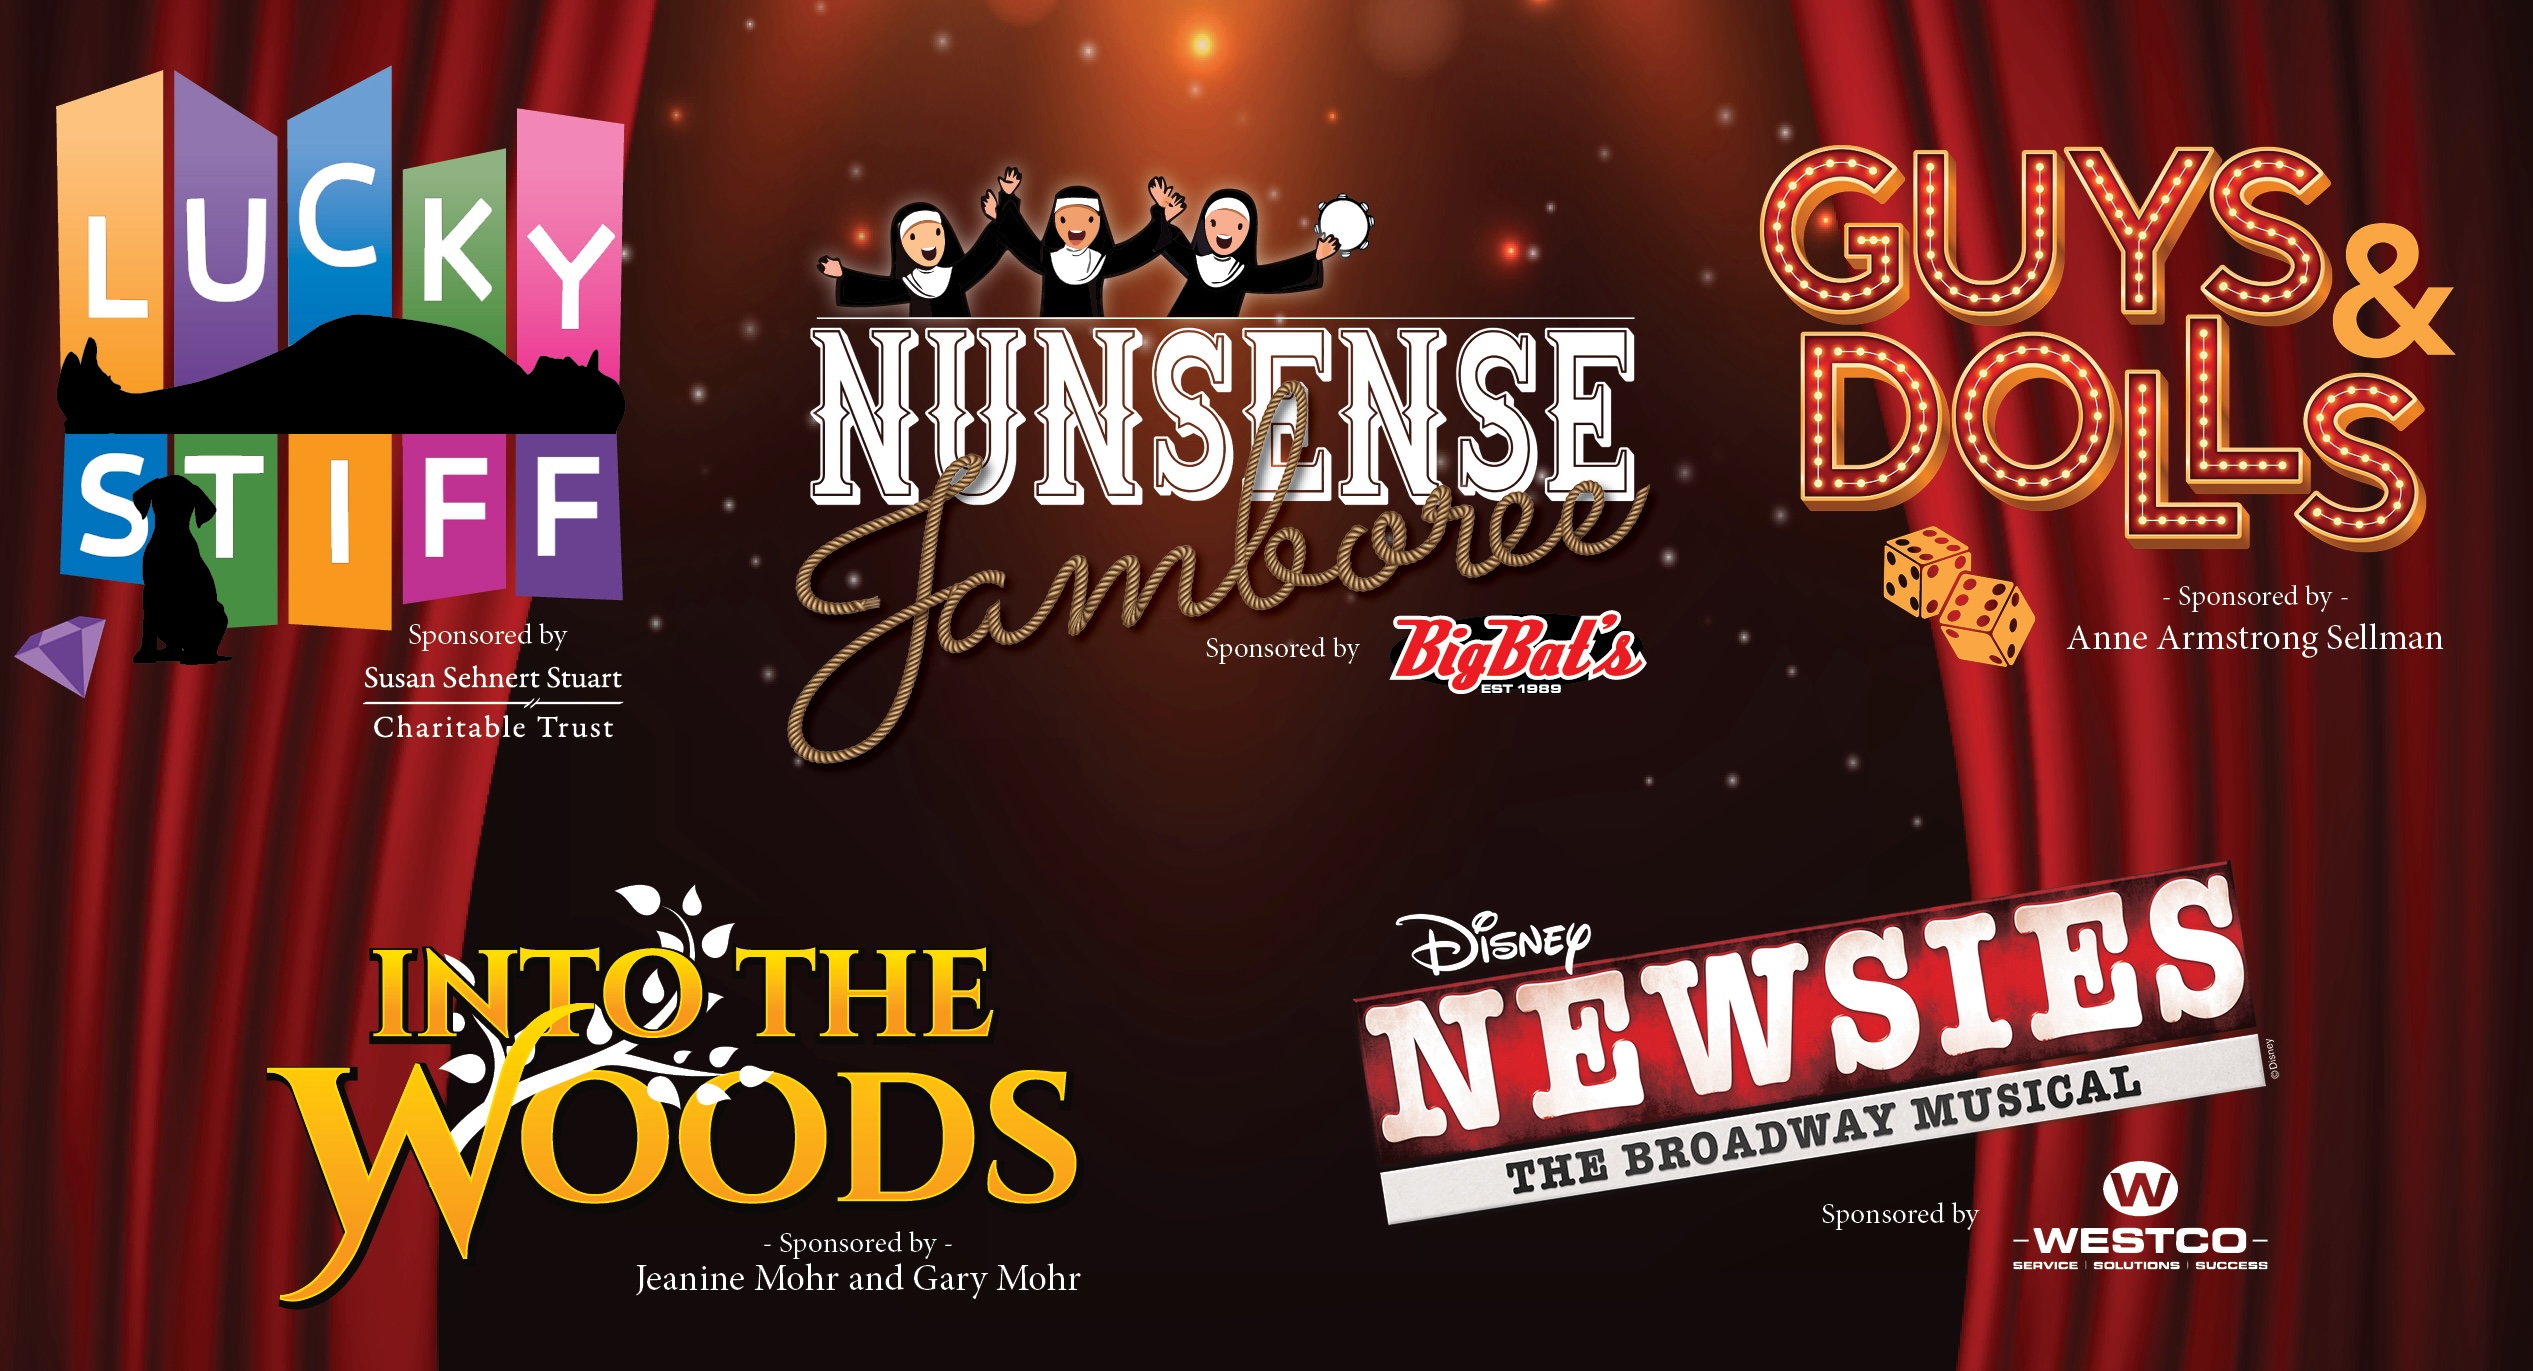 LUCKY
STIFF
Sponsored by
Susan Sehnert Stuart
Charitable Trust
NUNSENSE
Jamboree
Sponsored by
BigBat's
EST 1989
GUYS
&
DOLLS
- Sponsored by -
Anne Armstrong Sellman
INTO THE
WOODS
- Sponsored by -
Jeanine Mohr and Gary Mohr
DISNEY
NEWSIES
THE BROADWAY MUSICAL
©Disney
Sponsored by
W
-WESTCO-
SERVICE | SOLUTIONS | SUCCESS